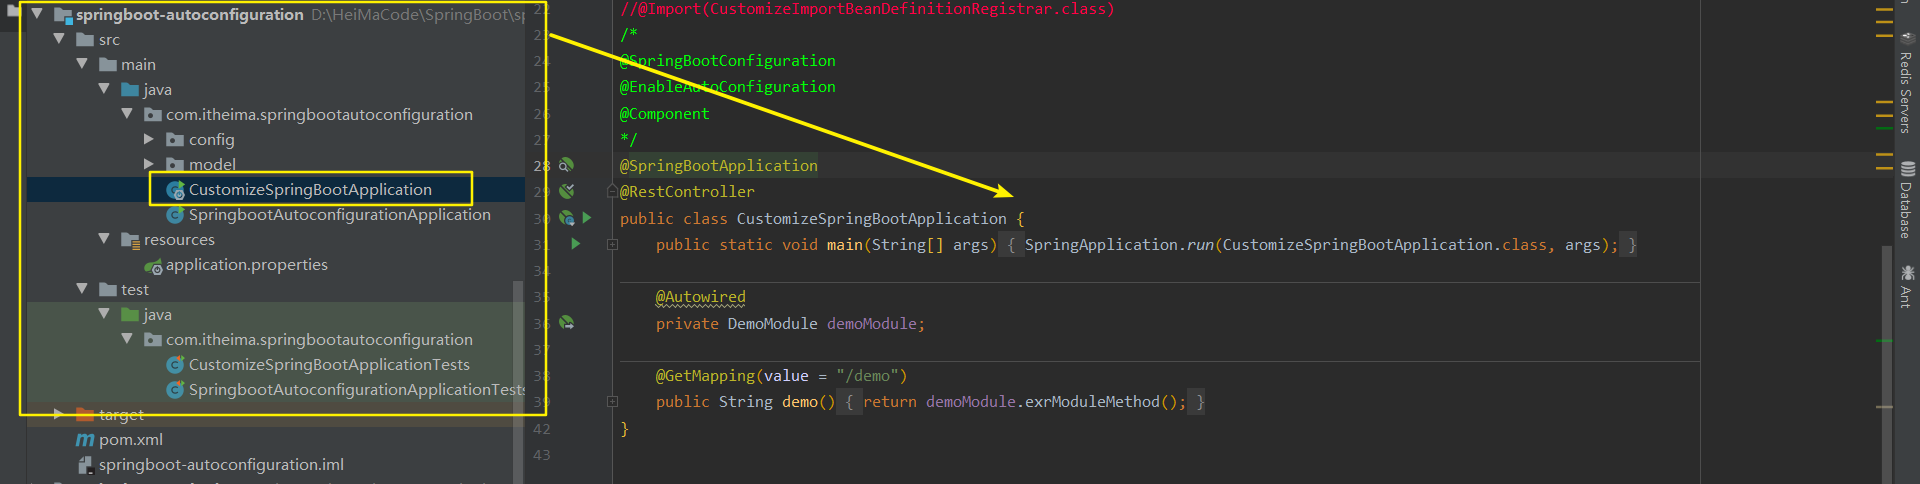 springboot-autoconfiguration D:\HeiMaCode\SpringBoot\sp
src
main
java
com.itheima.springbootautoconfiguration
config
model
CustomizeSpringBootApplication
SpringbootAutoconfigurationApplication
resources
application.properties
test
java
com.itheima.springbootautoconfiguration
CustomizeSpringBootApplicationTests
SpringbootAutoconfigurationApplicationTests
target
pom.xml
springboot-autoconfiguration.iml
22 //@Import(CustomizeImportBeanDefinitionRegistrar.class)
23 /*
24 @SpringBootConfiguration
25 @EnableAutoConfiguration
26 @Component
27 */
28 @SpringBootApplication
29 @RestController
30 public class CustomizeSpringBootApplication {
31 public static void main(String[] args) { SpringApplication.run(CustomizeSpringBootApplication.class, args); }
34
35 @Autowired
36 private DemoModule demoModule;
37
38 @GetMapping(value = "/demo")
39 public String demo() { return demoModule.exrModuleMethod(); }
42 }
43
Redis Servers
Database
Ant